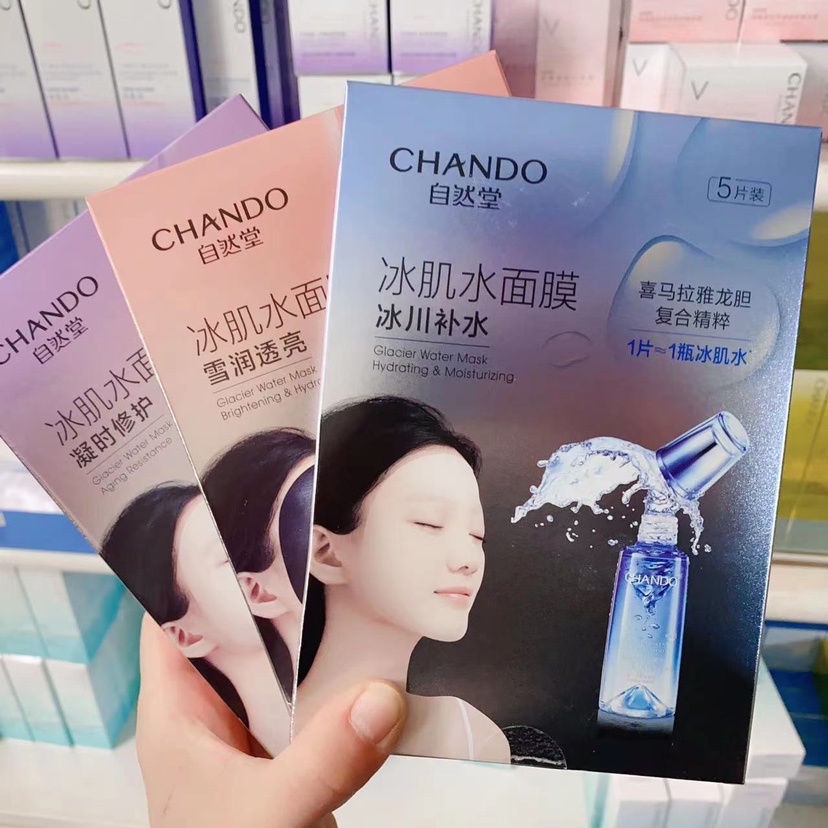 CHANDO
自然堂
冰肌水面膜
冰川补水
Glacier Water Mask
Hydrating & Moisturizing
5片装
喜马拉雅龙胆
复合精粹
1片≈1瓶冰肌水*
CHANDO
CHANDO
自然堂
冰肌水面
雪润透亮
Glacier Water Mask
Brightening & Hydra
CHANDO
自然堂
冰肌水面
凝时修护
Glacier Water Mask
Aging Resistance